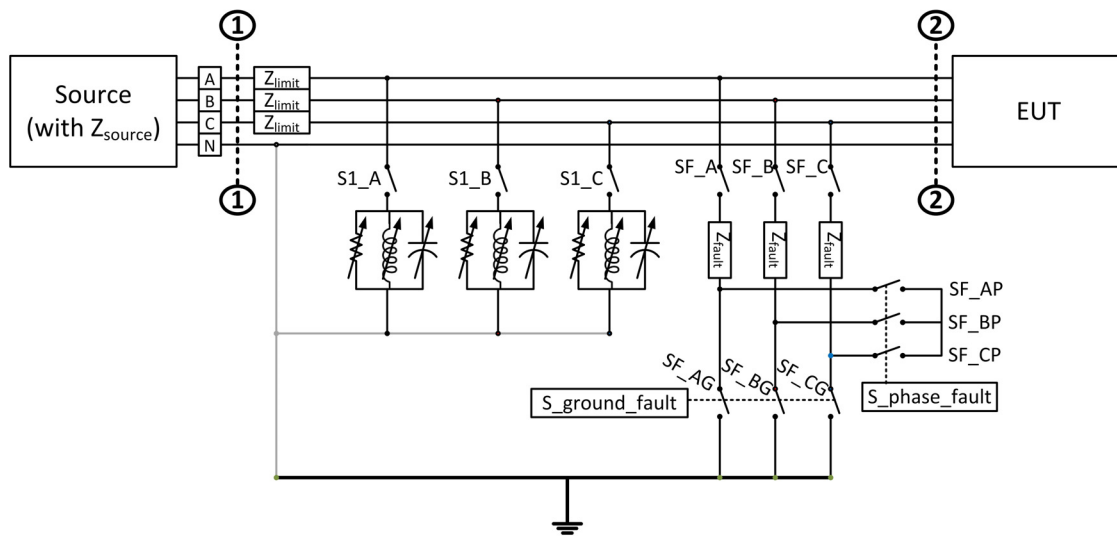 1
2
Source
(with Zsource)
A
B
C
N
Zlimit
Zlimit
Zlimit
EUT
1
2
S1_A
S1_B
S1_C
SF_A
SF_B
SF_C
Zfault
Zfault
Zfault
SF_AP
SF_BP
SF_CP
SF_AG
SF_BG
SF_CG
S_ground_fault
S_phase_fault